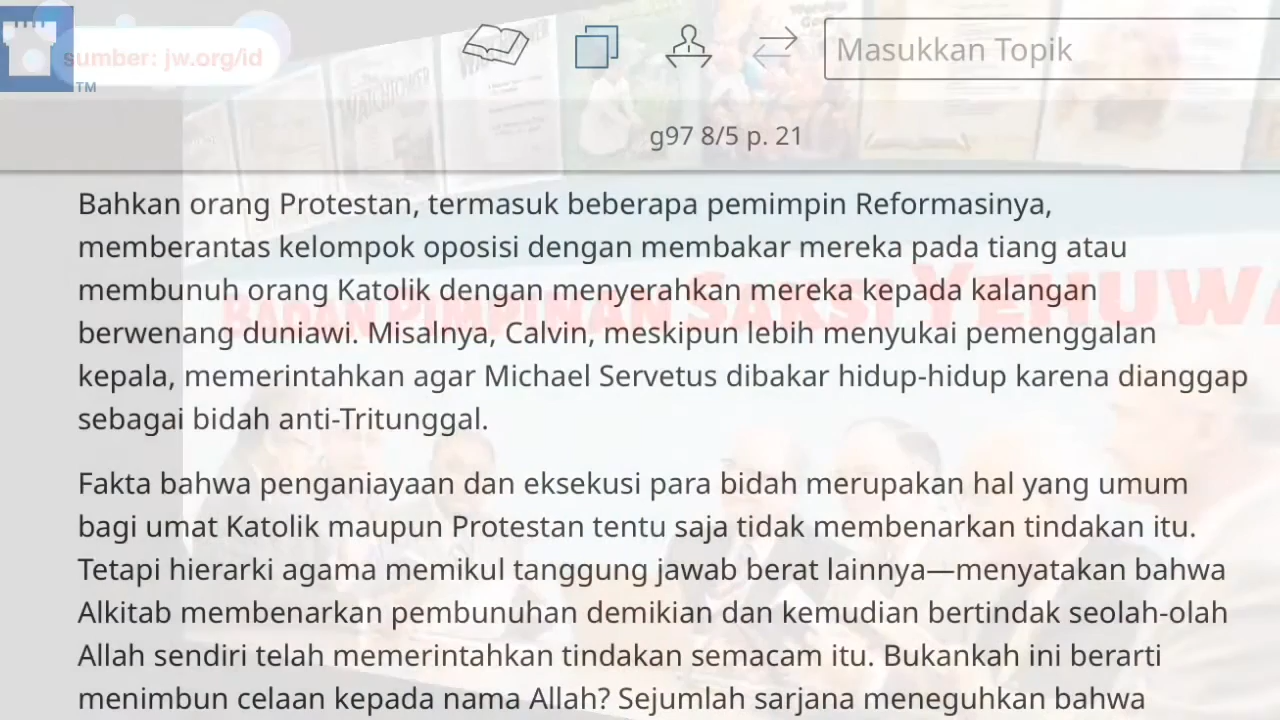 sumber: jw.org/id
TM
Masukkan Topik
g97 8/5 p. 21
Bahkan orang Protestan, termasuk beberapa pemimpin Reformasinya,
memberantas kelompok oposisi dengan membakar mereka pada tiang atau
membunuh orang Katolik dengan menyerahkan mereka kepada kalangan
berwenang duniawi. Misalnya, Calvin, meskipun lebih menyukai pemenggalan
kepala, memerintahkan agar Michael Servetus dibakar hidup-hidup karena dianggap
sebagai bidah anti-Tritunggal.
Fakta bahwa penganiayaan dan eksekusi para bidah merupakan hal yang umum
bagi umat Katolik maupun Protestan tentu saja tidak membenarkan tindakan itu.
Tetapi hierarki agama memikul tanggung jawab berat lainnya—menyatakan bahwa
Alkitab membenarkan pembunuhan demikian dan kemudian bertindak seolah-olah
Allah sendiri telah memerintahkan tindakan semacam itu. Bukankah ini berarti
menimbun celaan kepada nama Allah? Sejumlah sarjana meneguhkan bahwa
BADAN PIMPINAN SAKSI YEHUWA
WATCHTOWER